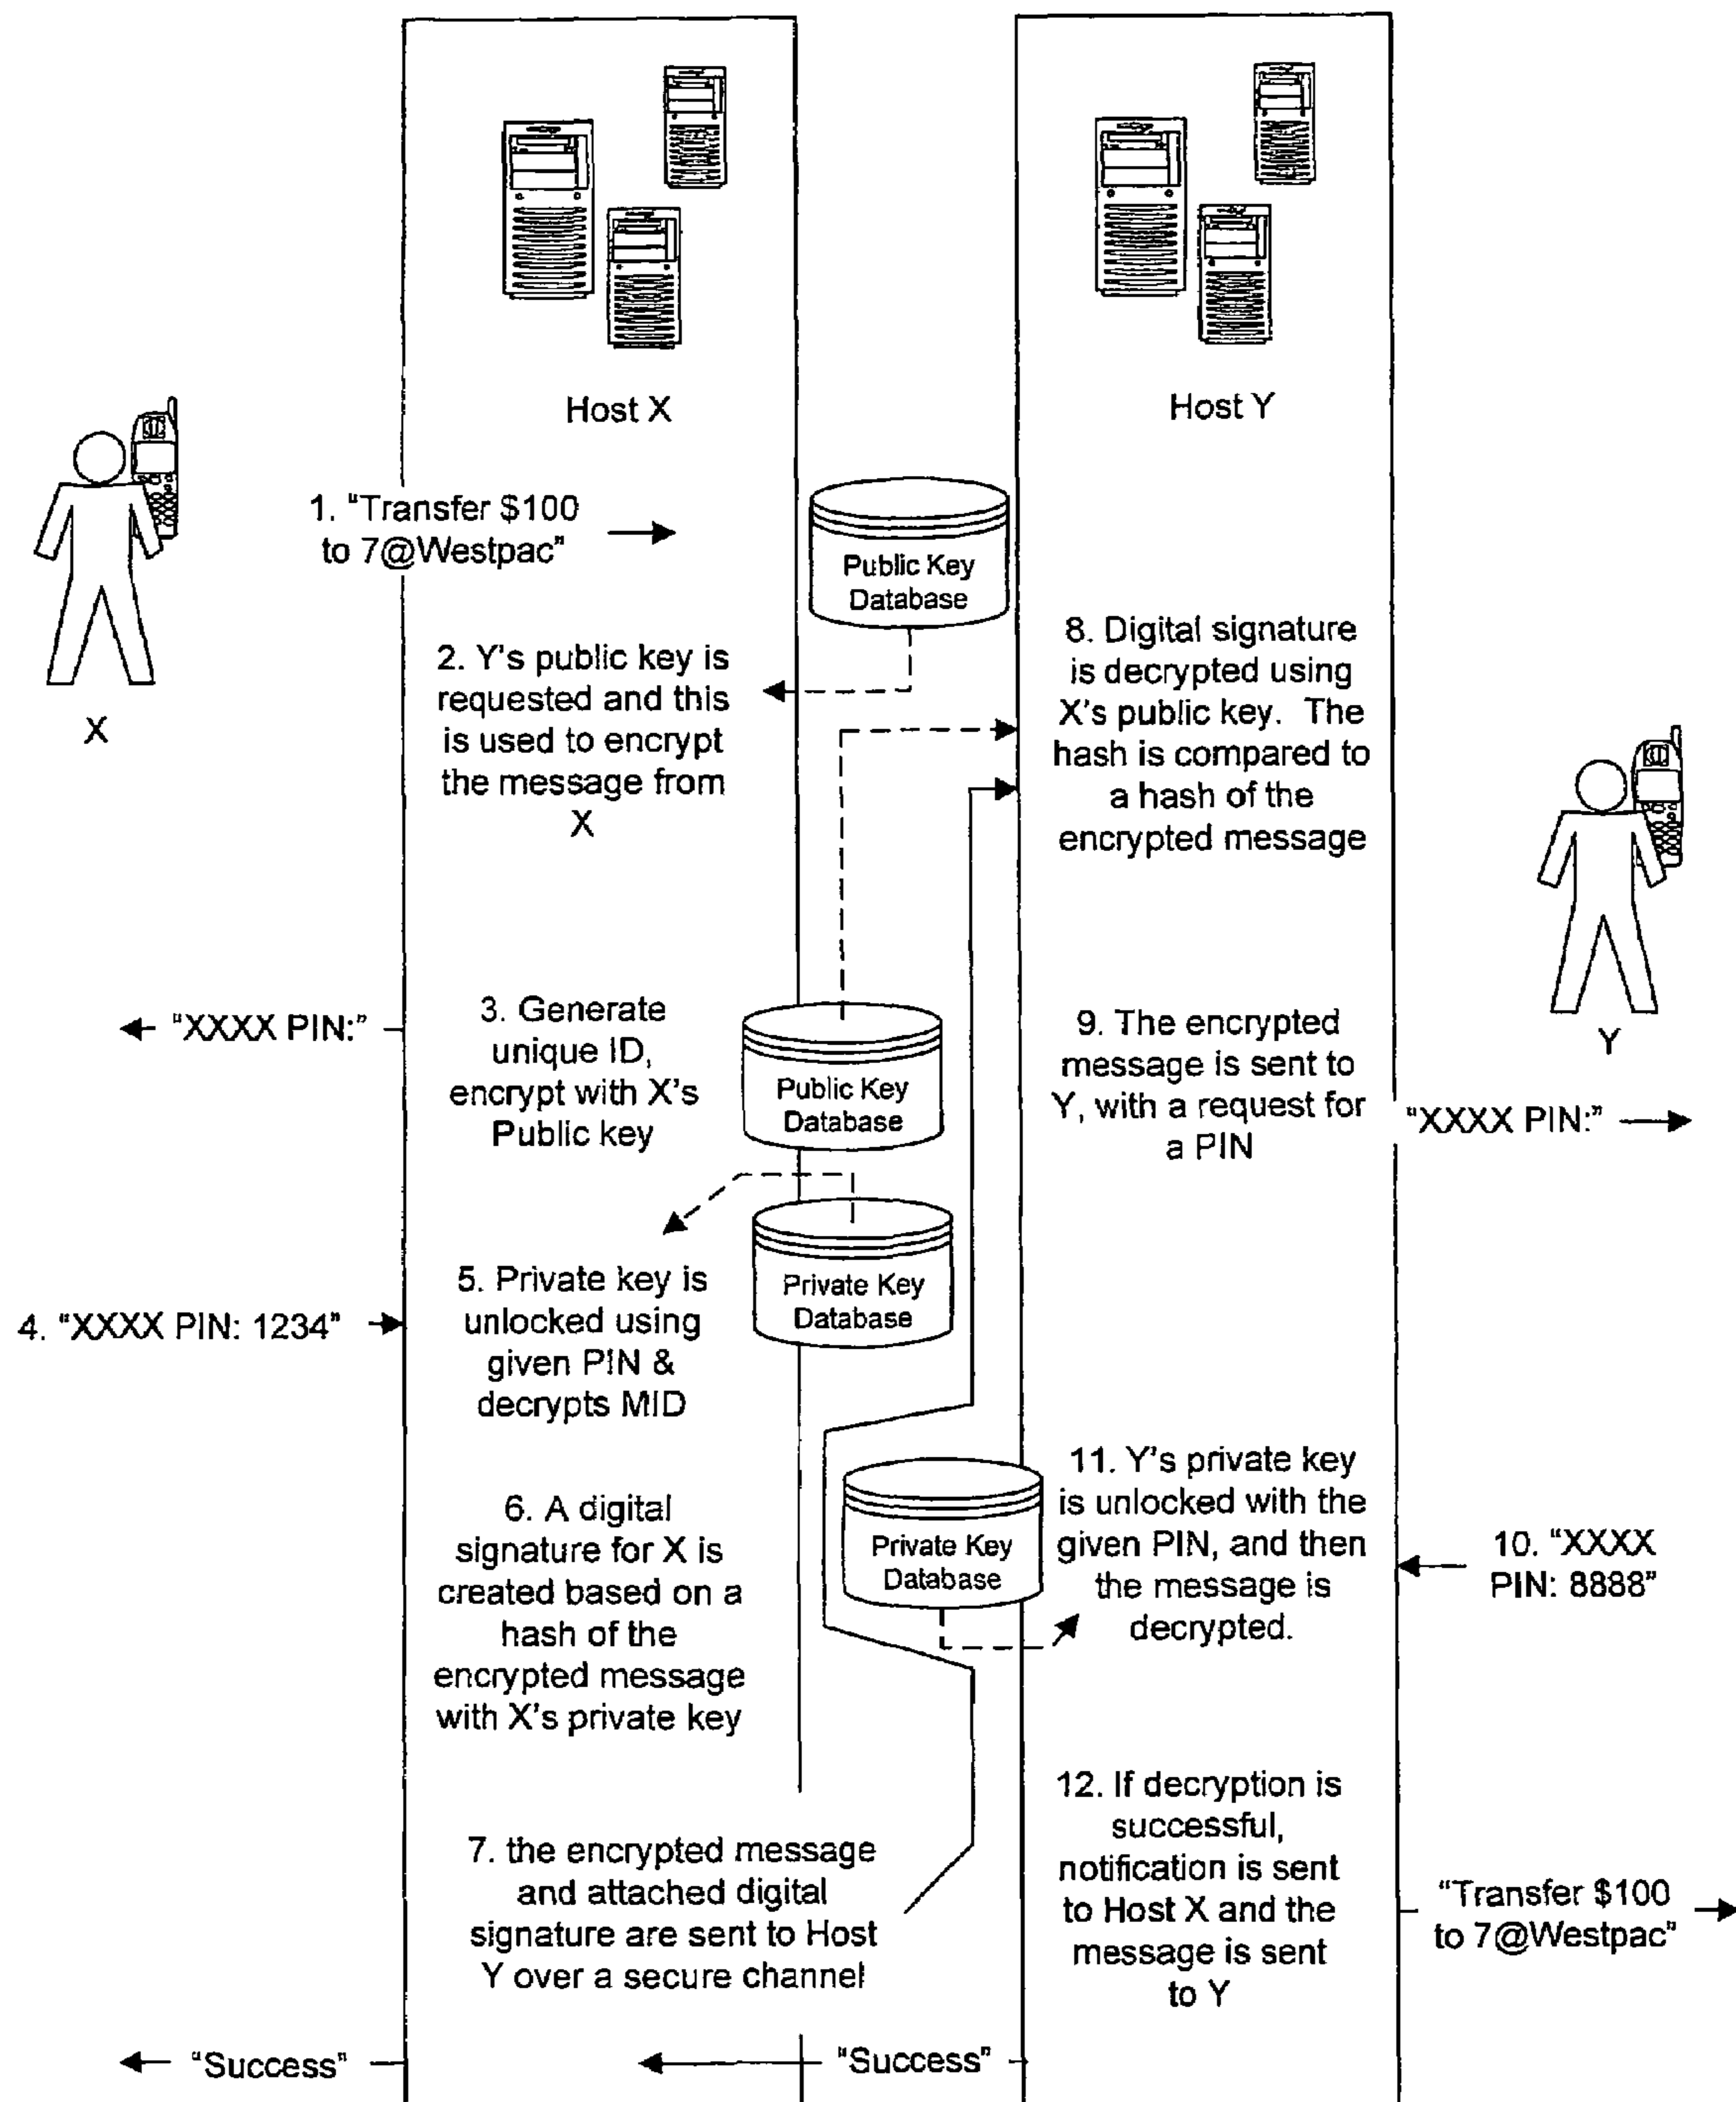 Host X
Host Y
1. "Transfer $100
to 7@Westpac"
Public Key
Database
X
2. Y's public key is
requested and this
is used to encrypt
the message from
X
8. Digital signature
is decrypted using
X's public key. The
hash is compared to
a hash of the
encrypted message
"XXXX PIN:"
3. Generate
unique ID,
encrypt with X's
Public key
Public Key
Database
9. The encrypted
message is sent to
Y, with a request for
a PIN
Y
"XXXX PIN:"
4. "XXXX PIN: 1234"
5. Private key is
unlocked using
given PIN &
decrypts MID
Private Key
Database
6. A digital
signature for X is
created based on a
hash of the
encrypted message
with X's private key
Private Key
Database
11. Y's private key
is unlocked with the
given PIN, and then
the message is
decrypted.
10. "XXXX
PIN: 8888"
7. the encrypted message
and attached digital
signature are sent to Host
Y over a secure channel
12. If decryption is
successful,
notification is sent
to Host X and the
message is sent
to Y
"Transfer $100
to 7@Westpac"
"Success"
"Success"